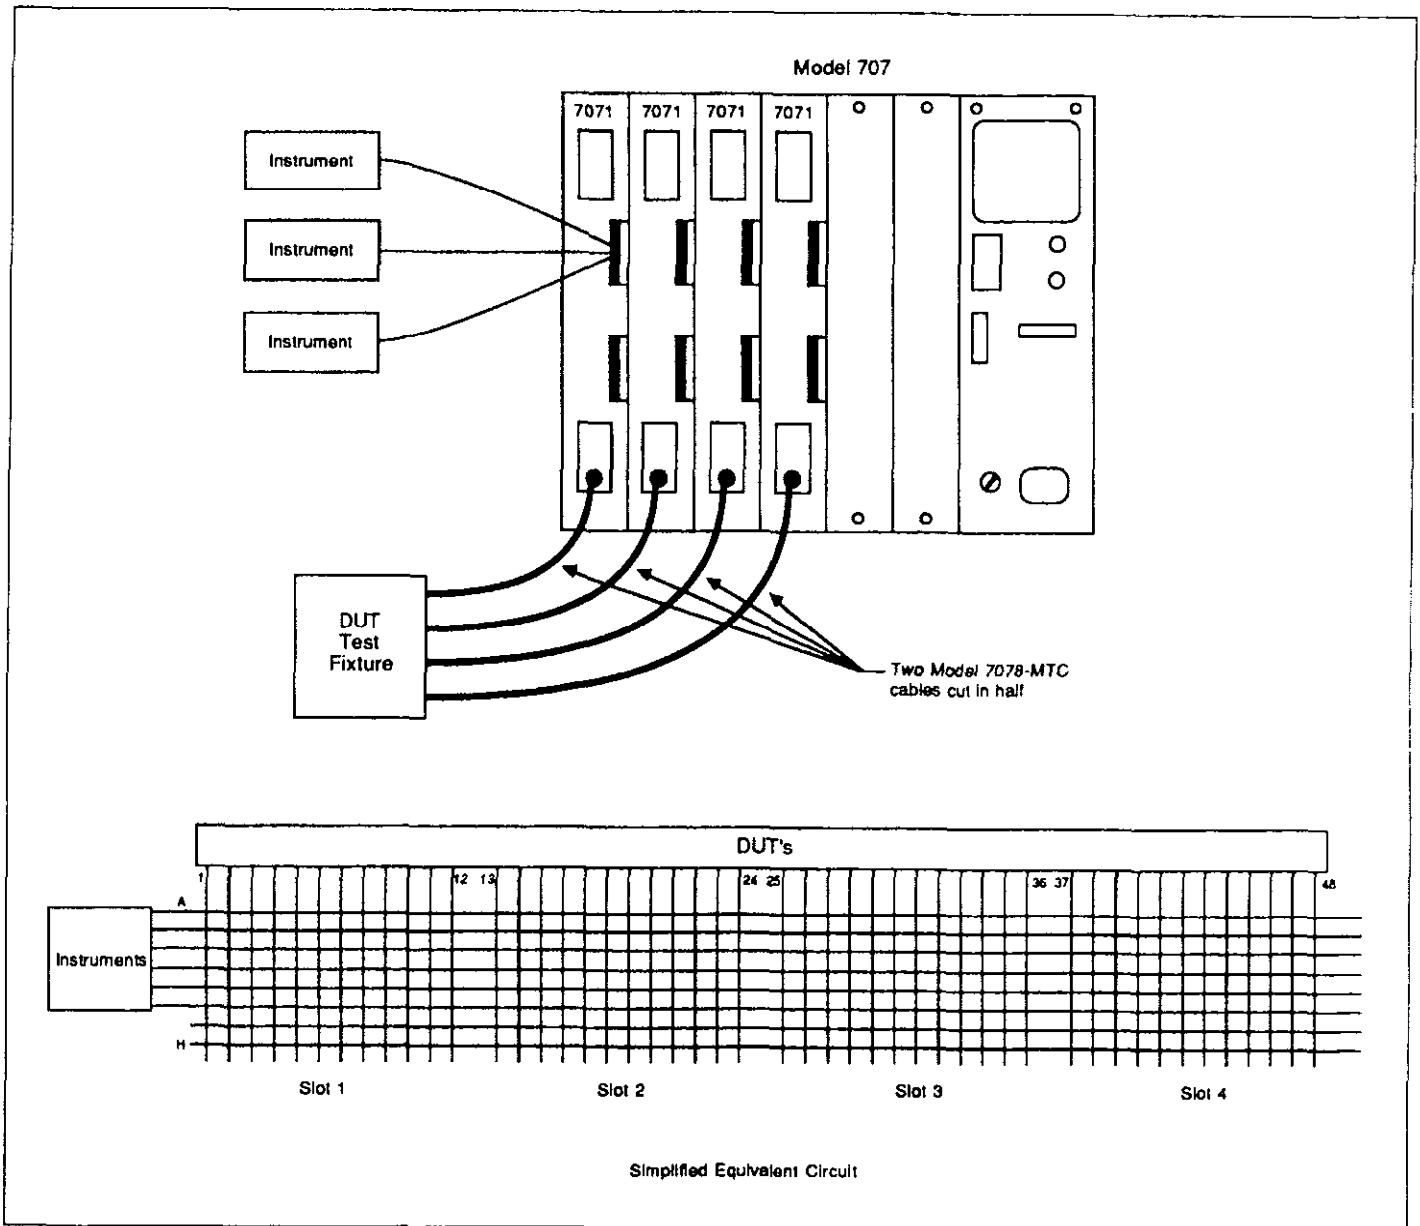 Model 707
7071 7071 7071 7071
Instrument
Instrument
Instrument
DUT
Test
Fixture
Two Model 7078-MTC
cables cut in half
DUT's
1 12 13 24 25 36 37 48
A
Instruments
H
Slot 1 Slot 2 Slot 3 Slot 4
Simplified Equivalent Circuit